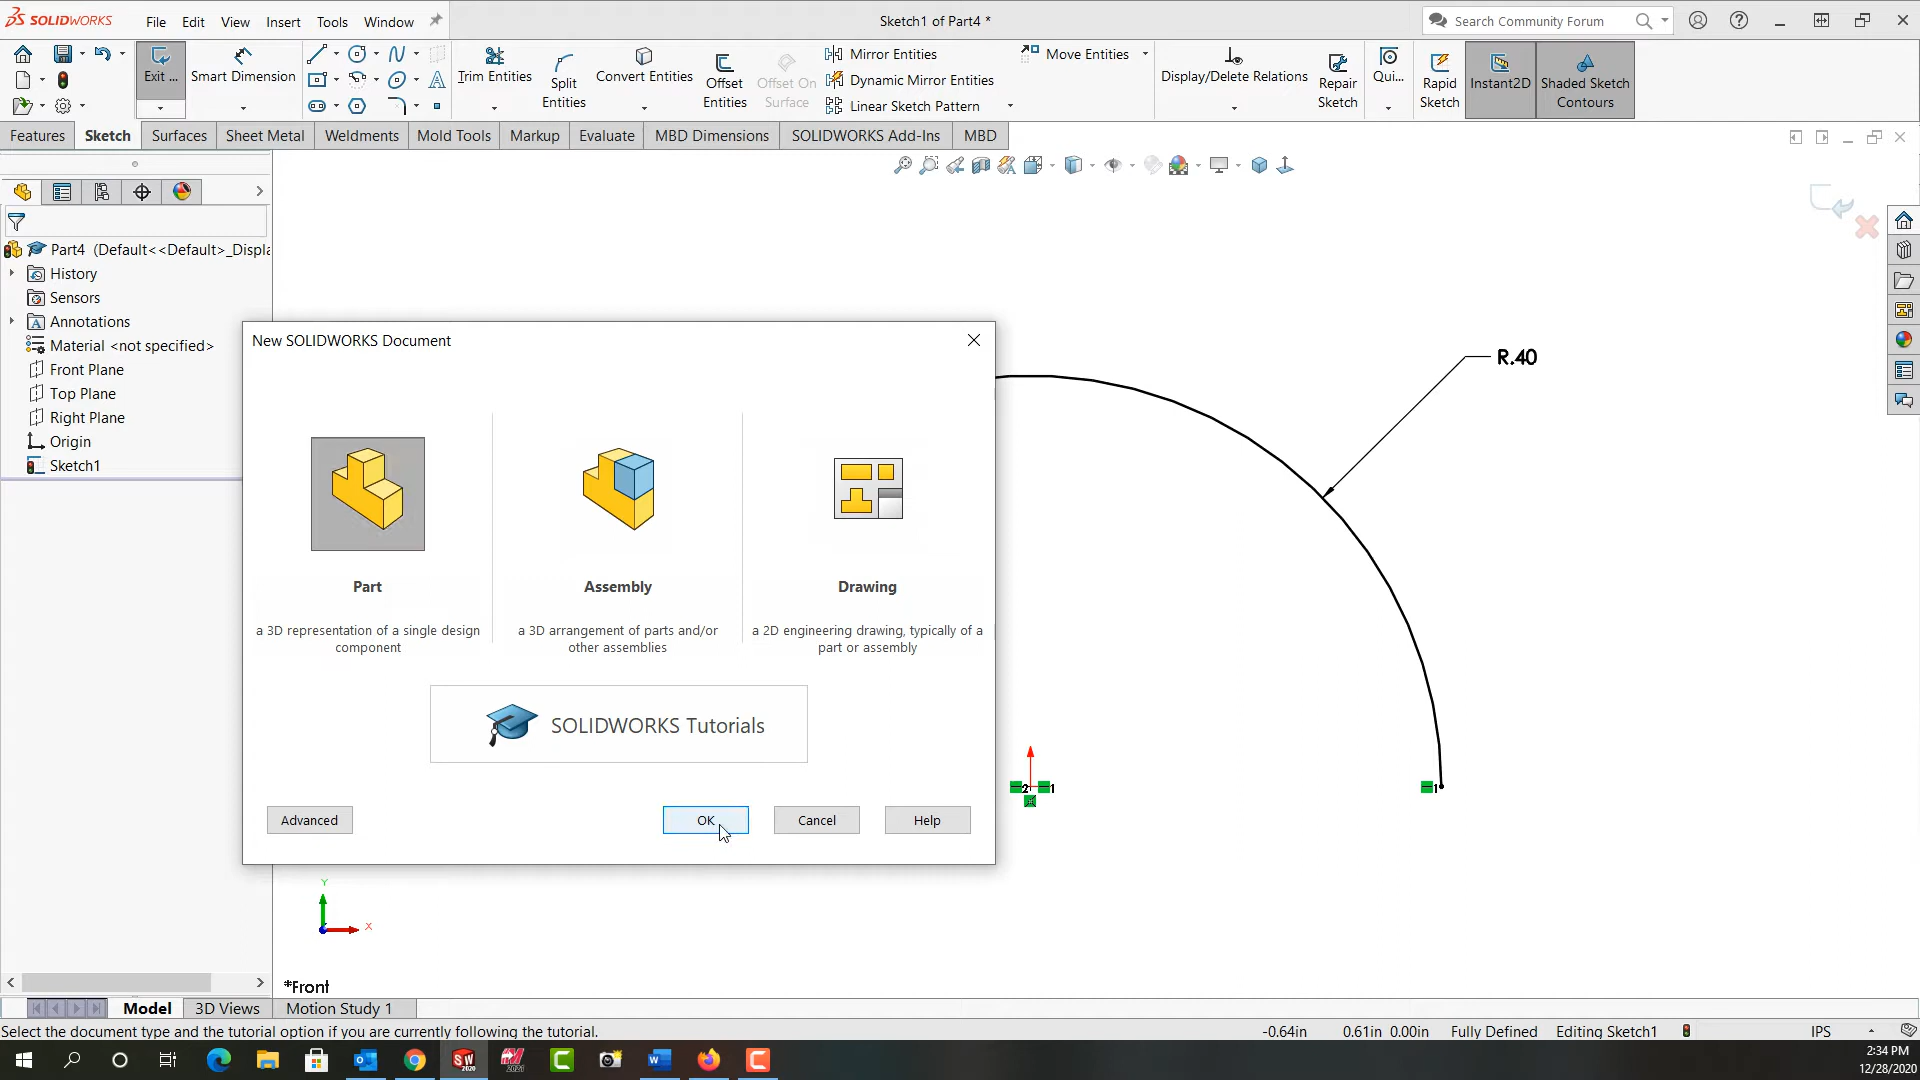 SOLIDWORKS File Edit View Insert Tools Window Sketch1 of Part4 * Search Community Forum
Exit ... Smart Dimension Trim Entities Split Entities Convert Entities Offset Entities Offset On Surface Mirror Entities Move Entities Display/Delete Relations Repair Sketch Qui... Rapid Sketch Instant2D Shaded Sketch Contours
Dynamic Mirror Entities
Linear Sketch Pattern
Features Sketch Surfaces Sheet Metal Weldments Mold Tools Markup Evaluate MBD Dimensions SOLIDWORKS Add-Ins MBD
Part4 (Default<<Default>_Displa
History
Sensors
Annotations
Material <not specified>
Front Plane
Top Plane
Right Plane
Origin
Sketch1
New SOLIDWORKS Document
Part
a 3D representation of a single design
component
Assembly
a 3D arrangement of parts and/or
other assemblies
Drawing
a 2D engineering drawing, typically of a
part or assembly
SOLIDWORKS Tutorials
Advanced OK Cancel Help
R.40
2 1 1
Y
X
*Front
Model 3D Views Motion Study 1
Select the document type and the tutorial option if you are currently following the tutorial. -0.64in 0.61in 0.00in Fully Defined Editing Sketch1 IPS
2:34 PM
12/28/2020